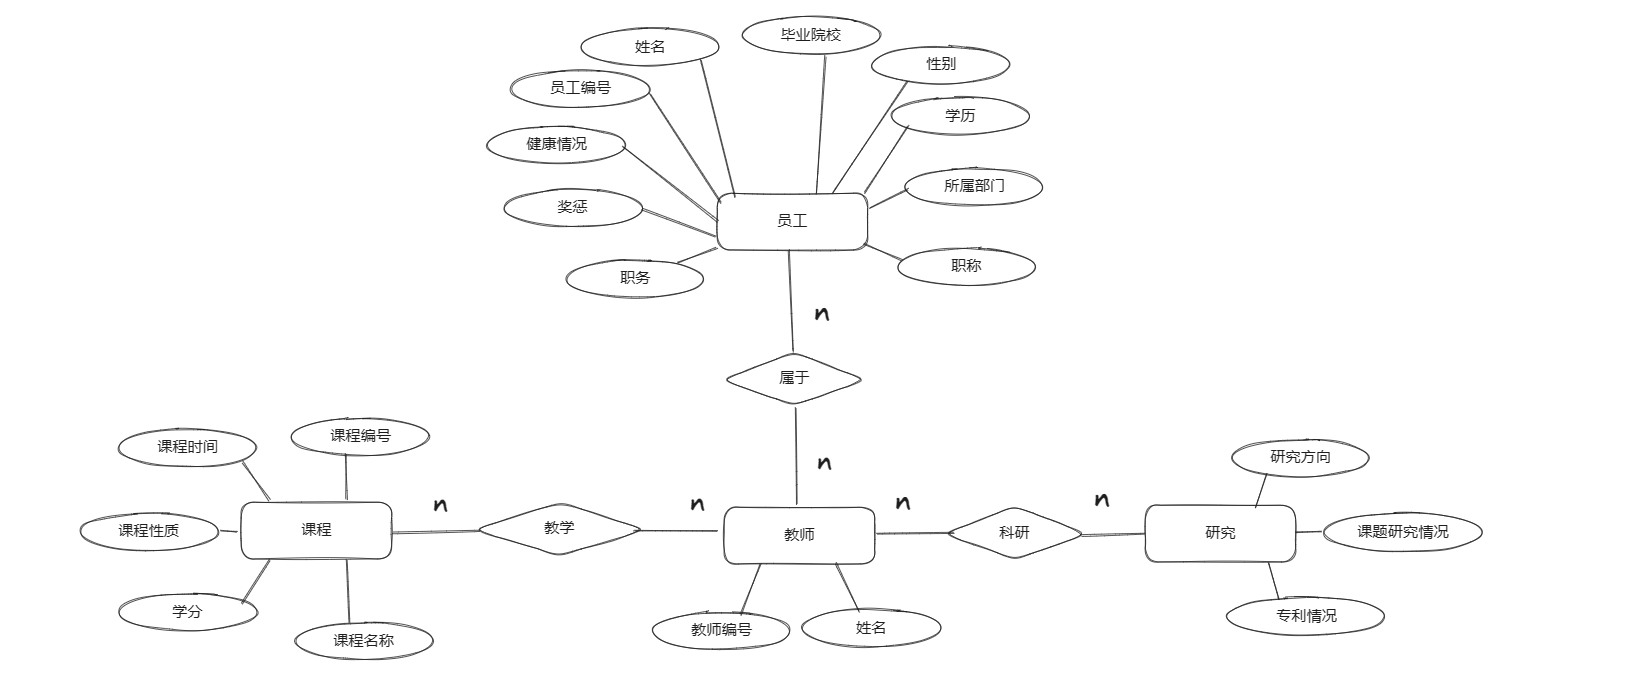 毕业院校
姓名
性别
员工编号
学历
健康情况
所属部门
奖惩
员工
职称
职务
n
属于
课程编号
课程时间
研究方向
n
n
n
n
n
课程性质
课程
教学
教师
科研
研究
课题研究情况
学分
专利情况
教师编号
姓名
课程名称